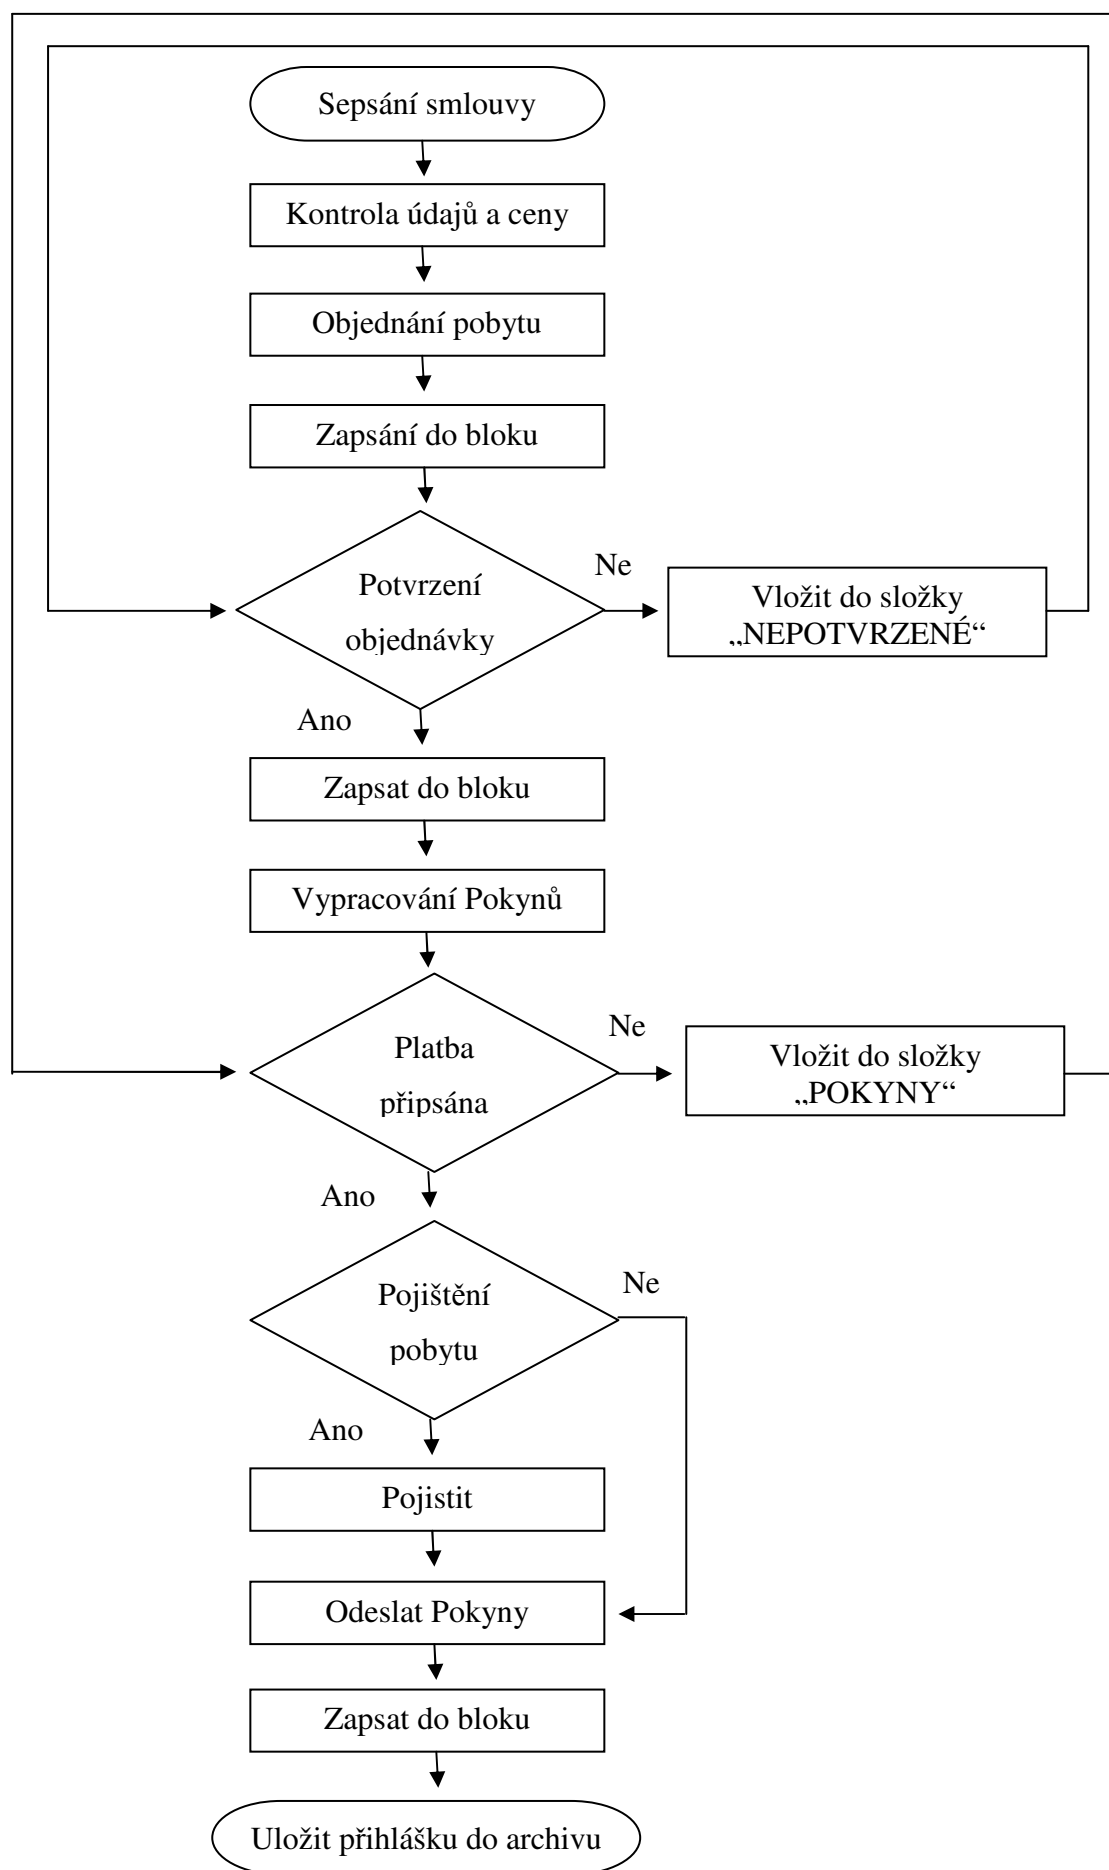 Sepsání smlouvy
Kontrola údajů a ceny
Objednání pobytu
Zapsání do bloku
Potvrzení
objednávky
Ne
Vložit do složky
„NEPOTVRZENÉ“
Ano
Zapsat do bloku
Vypracování Pokynů
Platba
připsána
Ne
Vložit do složky
„POKYNY“
Ano
Pojištění
pobytu
Ne
Ano
Pojistit
Odeslat Pokyny
Zapsat do bloku
Uložit přihlášku do archivu